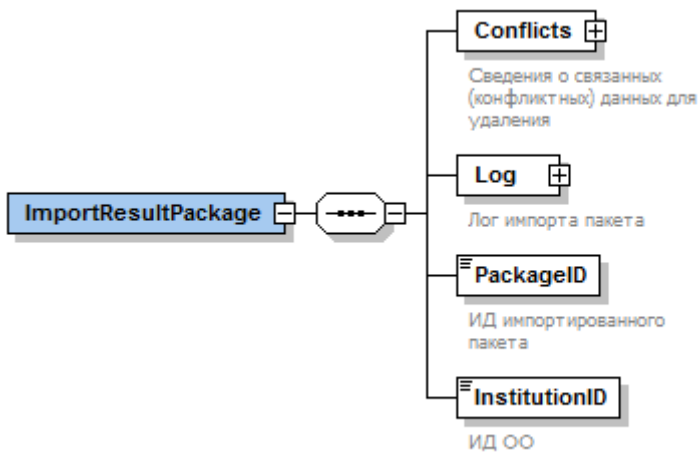 Conflicts
Сведения о связанных
(конфликтных) данных для
удаления
Log
Лог импорта пакета
ImportResultPackage
PackageID
ИД импортированного
пакета
InstitutionID
ИД ОО